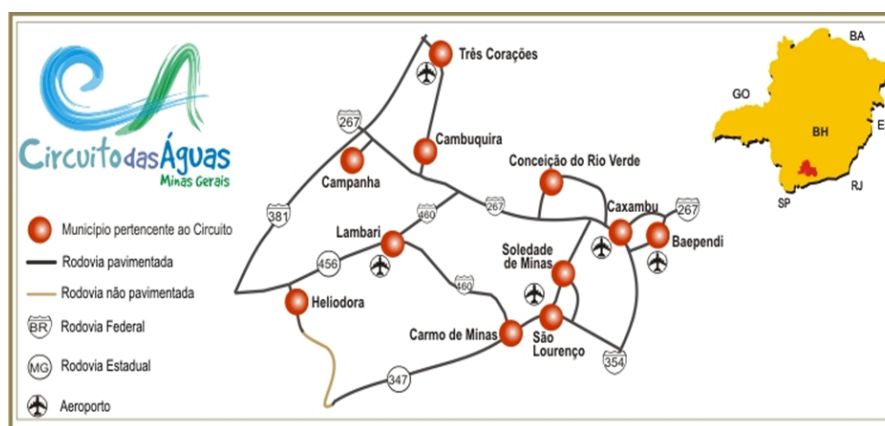 Circuito das Águas
Minas Gerais
Município pertencente ao Circuito
Rodovia pavimentada
Rodovia não pavimentada
BR
Rodovia Federal
MG
Rodovia Estadual
Aeroporto
Três Corações
267
Cambuquira
Campanha
Conceição do Rio Verde
381
460
267
Caxambu
267
Lambari
Baependi
Soledade
de Minas
456
460
Heliodora
Carmo de Minas
São
Lourenço
354
347
BA
GO
BH
E
RJ
SP